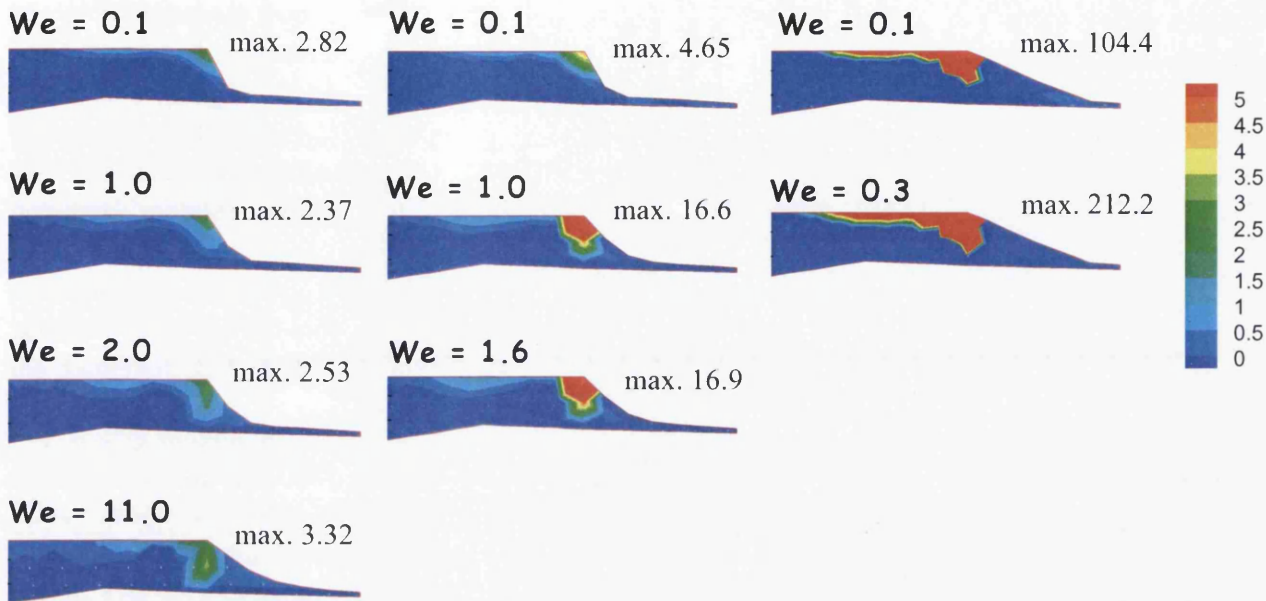 We = 0.1
max. 2.82
We = 0.1
max. 4.65
We = 0.1
max. 104.4
We = 1.0
max. 2.37
We = 1.0
max. 16.6
We = 0.3
max. 212.2
We = 2.0
max. 2.53
We = 1.6
max. 16.9
We = 11.0
max. 3.32
5
4.5
4
3.5
3
2.5
2
1.5
1
0.5
0